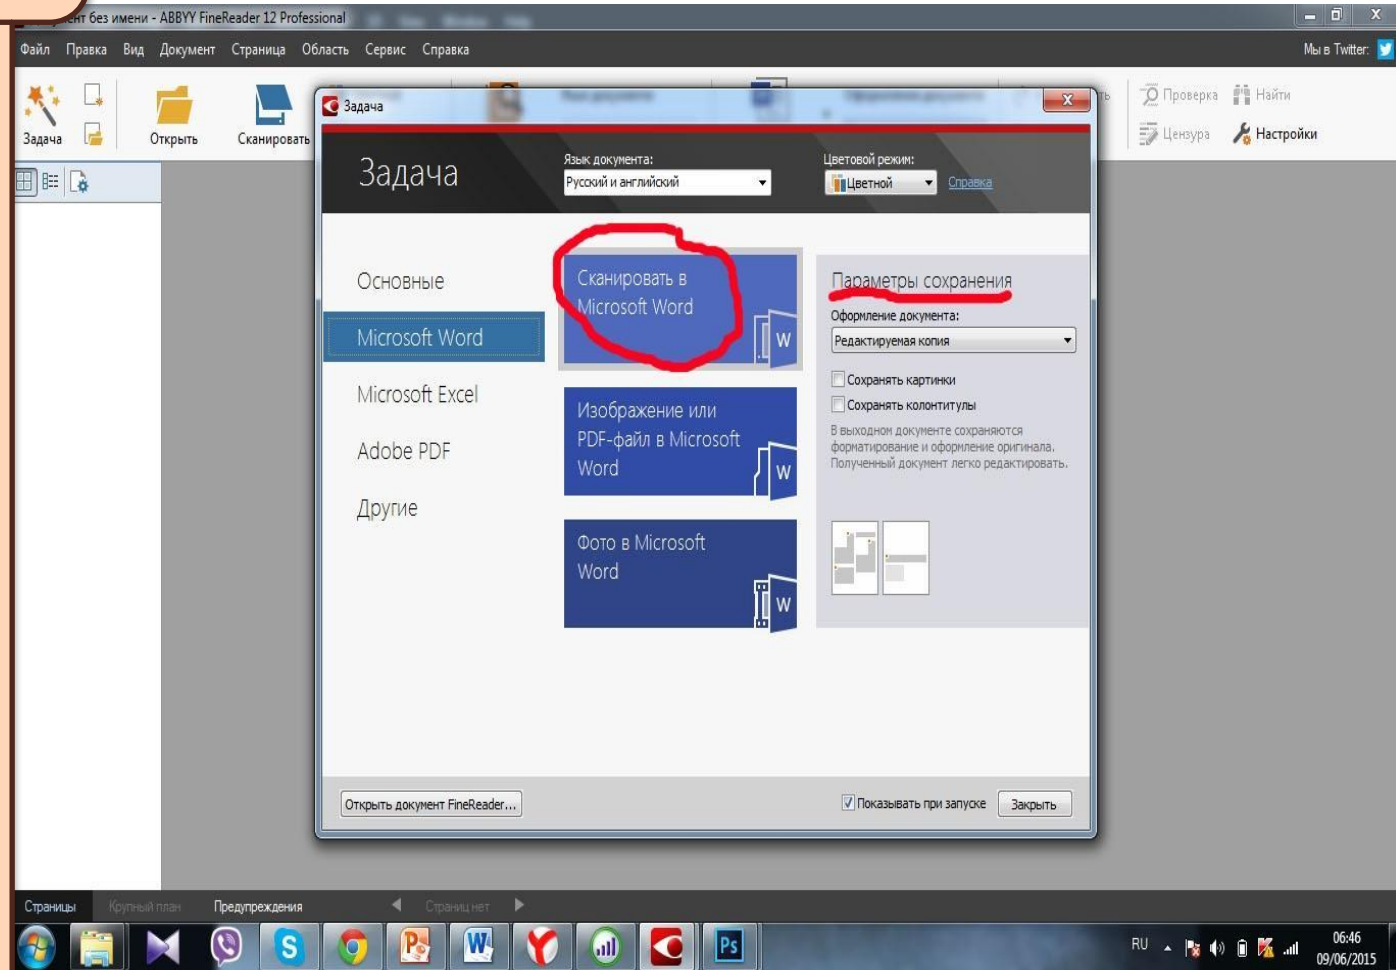 нт без имени - ABBYY FineReader 12 Professional
Файл Правка Вид Документ Страница Область Сервис Справка
Мы в Twitter:
Задача
Открыть
Сканировать
Проверка
Найти
Цензура
Настройки
Задача
Задача
Язык документа:
Русский и английский
Цветовой режим:
Цветной
Справка
Основные
Microsoft Word
Microsoft Excel
Adobe PDF
Другие
Сканировать в
Microsoft Word
W
Изображение или
PDF-файл в Microsoft
Word
W
Фото в Microsoft
Word
W
Параметры сохранения
Оформление документа:
Редактируемая копия
Сохранять картинки
Сохранять колонтитулы
В выходном документе сохраняются
форматирование и оформление оригинала.
Полученный документ легко редактировать.
Открыть документ FineReader...
Показывать при запуске
Закрыть
Страницы
Крупный план
Предупреждения
Страниц нет
Ps
RU
06:46
09/06/2015